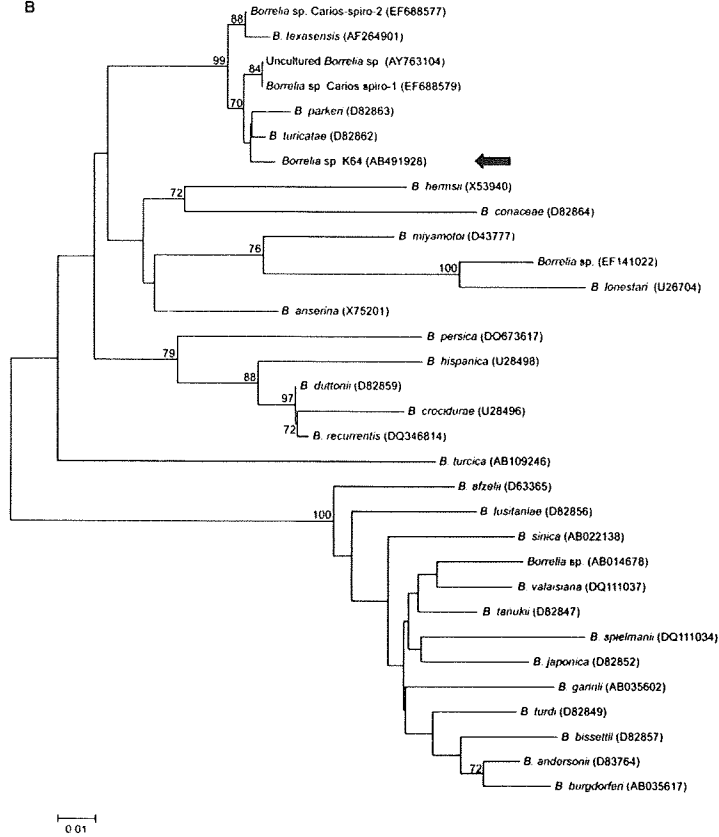 B
Borrelia sp. Carios-spiro-2 (EF688577)
88
B. texasensis (AF264901)
99
Uncultured Borrelia sp (AY763104)
84
Borrelia sp Carios spiro-1 (EF688579)
70
B parkeri (D82863)
B turicatae (D82862)
Borrelia sp K64 (AB491928)
B hermsii (X53940)
72
B conaceae (D82864)
B miyamotoi (D43777)
76
Borrelia sp. (EF141022)
100
B lonestari (U26704)
B anserina (X75201)
B persica (DQ673617)
79
B hispanica (U28498)
88
B duttonii (D82859)
97
B crocidurae (U28496)
72
B. recurrentis (DQ346814)
B turcica (AB109246)
B. afzelii (D63365)
100
B lusitaniae (D82856)
B sinica (AB022138)
Borrelia sp. (AB014678)
B. valaisiana (DQ111037)
B tanukii (D82847)
B spielmanii (DQ111034)
B. japonica (D82852)
B garinii (AB035602)
B turdi (D82849)
B bissettii (D82857)
B andersonii (D83764)
72
B burgdorferi (AB035617)
0 01